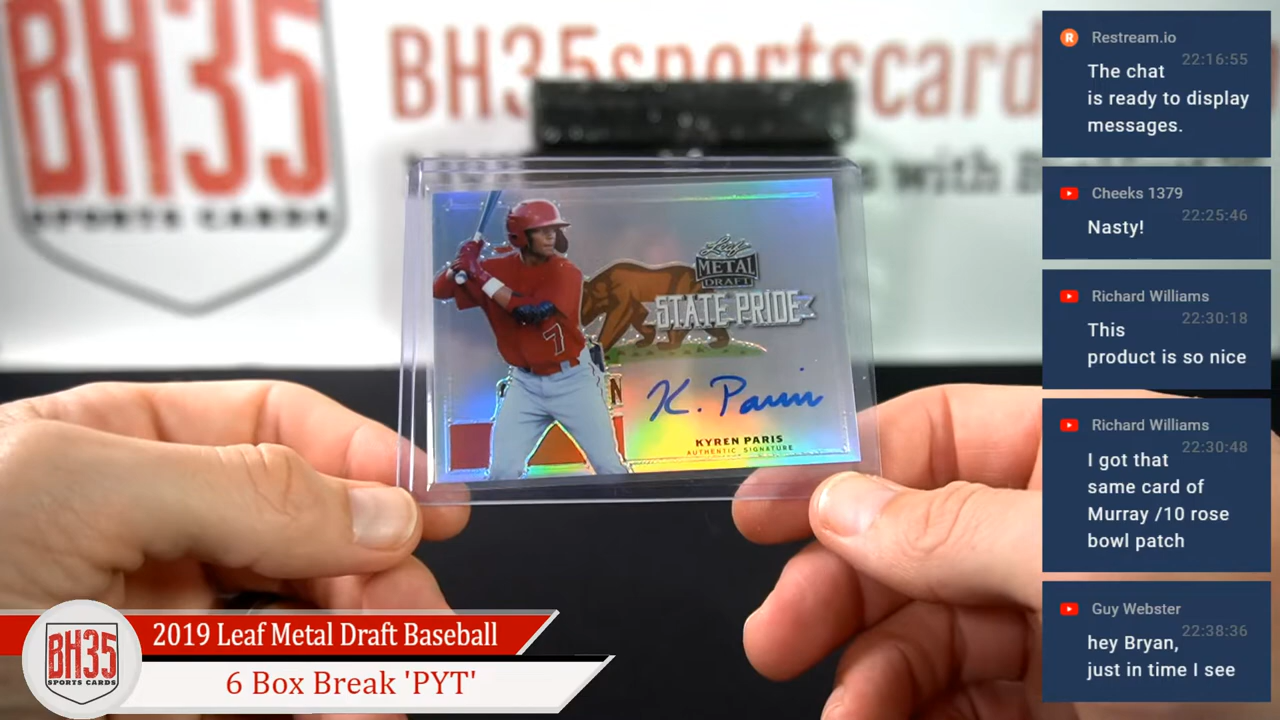 BH35
SPORTS CARDS
BH35sportscard
with
Leaf
METAL
DRAFT
STATE PRIDE
7
K. Paris
KYREN PARIS
AUTHENTIC SIGNATURE
2019 Leaf Metal Draft Baseball
6 Box Break 'PYT'
BH35
SPORTS CARDS
Restream.io
22:16:55
The chat
is ready to display
messages.
Cheeks 1379
22:25:46
Nasty!
Richard Williams
22:30:18
This
product is so nice
Richard Williams
22:30:48
I got that
same card of
Murray /10 rose
bowl patch
Guy Webster
22:38:36
hey Bryan,
just in time I see